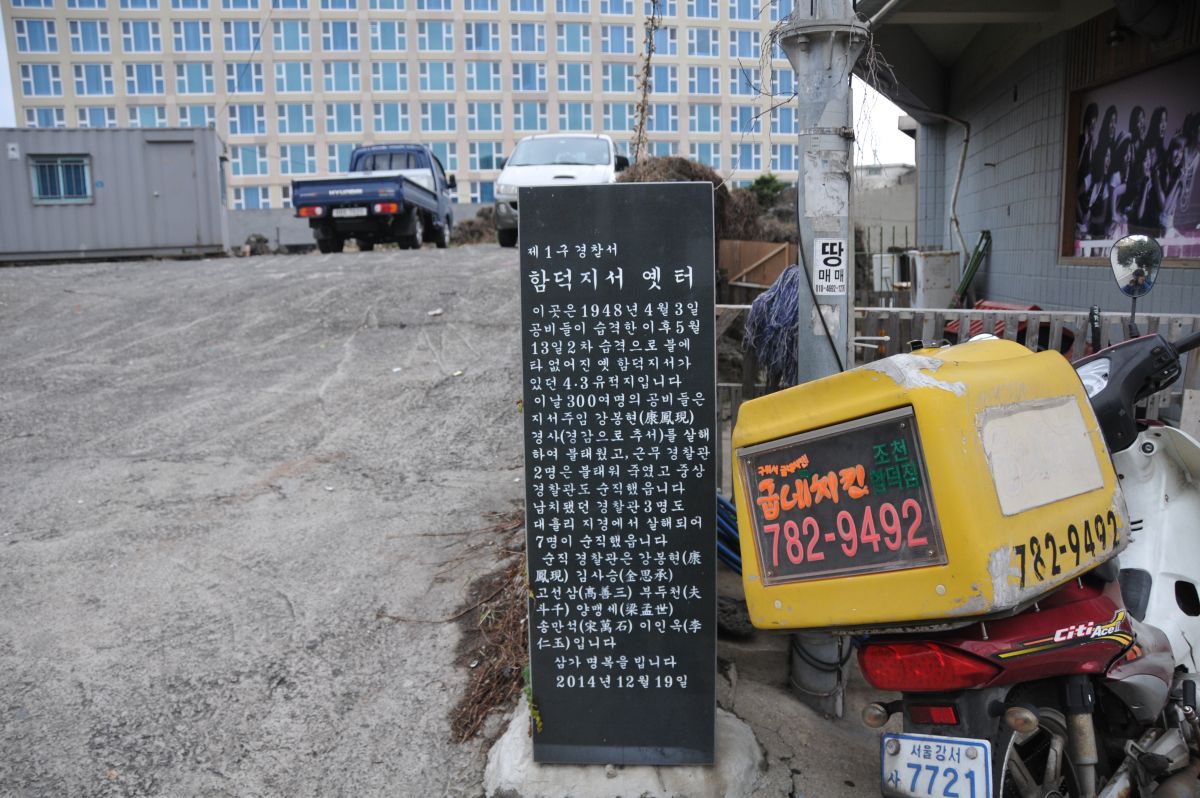 제1구 경찰서
함덕지서 옛 터
이곳은 1948년 4월 3일
공비들이 습격한 이후 5월
13일 2차 습격으로 불에
타 없어진 옛 함덕지서가
있던 4·3 유적지입니다
이날 300여명의 공비들은
지서주임 강봉현(康鳳現)
경사(경감으로 추서)를 살해
하여 불태웠고, 근무 경찰관
2명은 불태워 죽였고 중상
경찰관도 순직했읍니다
납치됐던 경찰관 3명도
대흘리 지경에서 살해되어
7명이 순직했읍니다
순직 경찰관은 강봉현(康
鳳現) 김사승(金思承)
고선삼(高善三) 부두천(夫
斗千) 양맹세(梁孟世)
송만석(宋萬石) 이인옥(李
仁玉)입니다
삼가 명복을 빕니다
2014년 12월 19일
HYUNDAI
땅
매매
굽네치킨
조천
함덕점
782-9492
782-9492
Citi Ace II
서울강서
사 7721